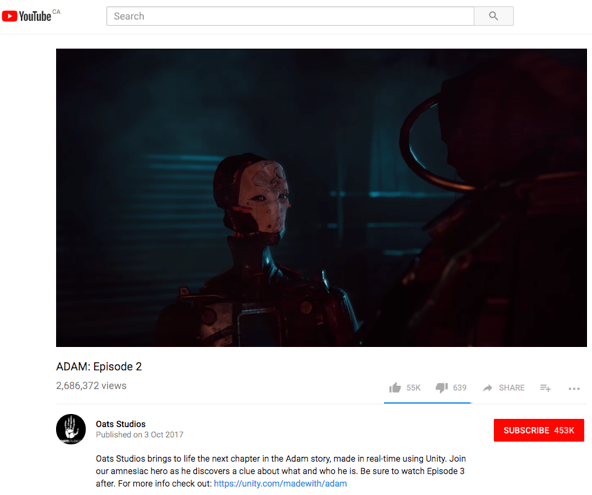 YouTube CA
Search
ADAM: Episode 2
2,686,372 views
55K
639
SHARE
Oats Studios
Published on 3 Oct 2017
SUBSCRIBE 453K
Oats Studios brings to life the next chapter in the Adam story, made in real-time using Unity. Join
our amnesiac hero as he discovers a clue about what and who he is. Be sure to watch Episode 3
after. For more info check out: https://unity.com/madewith/adam